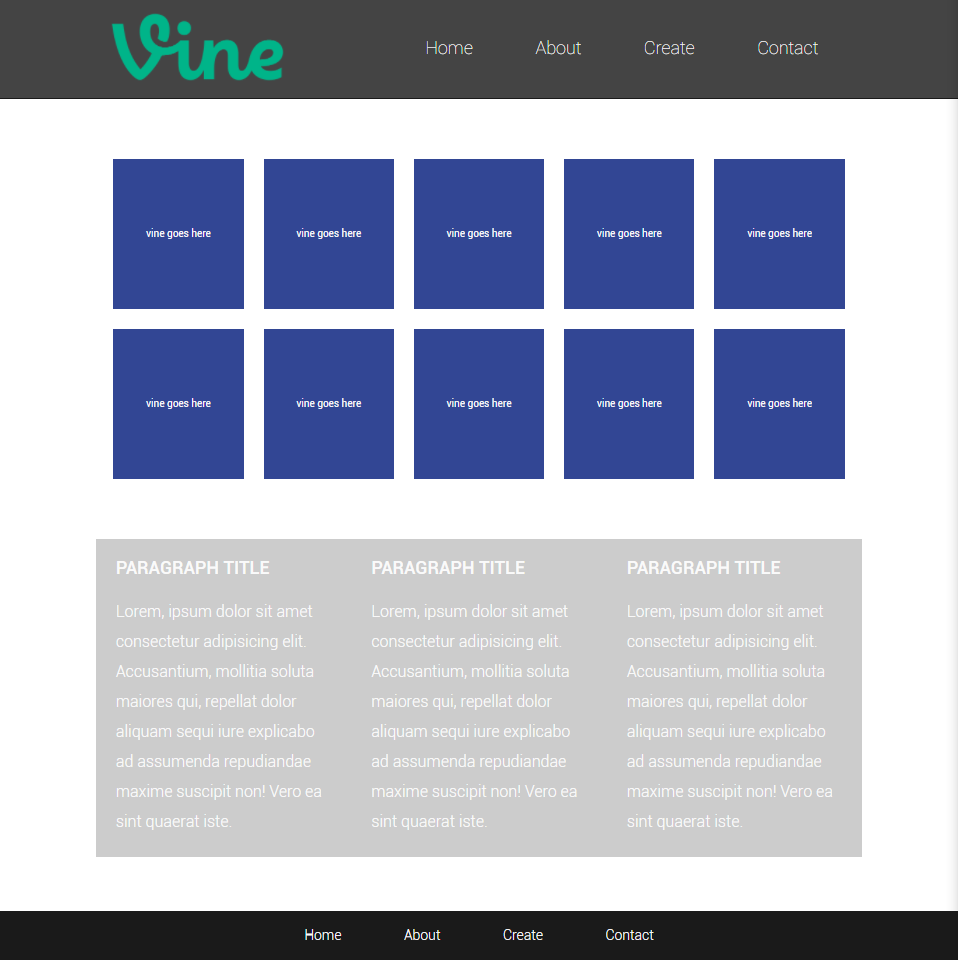 Vine
Home About Create Contact
vine goes here vine goes here vine goes here vine goes here vine goes here
vine goes here vine goes here vine goes here vine goes here vine goes here
PARAGRAPH TITLE
Lorem, ipsum dolor sit amet
consectetur adipisicing elit.
Accusantium, mollitia soluta
maiores qui, repellat dolor
aliquam sequi iure explicabo
ad assumenda repudiandae
maxime suscipit non! Vero ea
sint quaerat iste.
PARAGRAPH TITLE
Lorem, ipsum dolor sit amet
consectetur adipisicing elit.
Accusantium, mollitia soluta
maiores qui, repellat dolor
aliquam sequi iure explicabo
ad assumenda repudiandae
maxime suscipit non! Vero ea
sint quaerat iste.
PARAGRAPH TITLE
Lorem, ipsum dolor sit amet
consectetur adipisicing elit.
Accusantium, mollitia soluta
maiores qui, repellat dolor
aliquam sequi iure explicabo
ad assumenda repudiandae
maxime suscipit non! Vero ea
sint quaerat iste.
Home About Create Contact